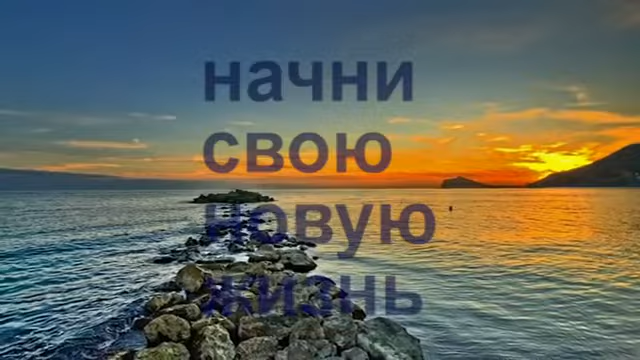 начни
свою
новую
жизнь